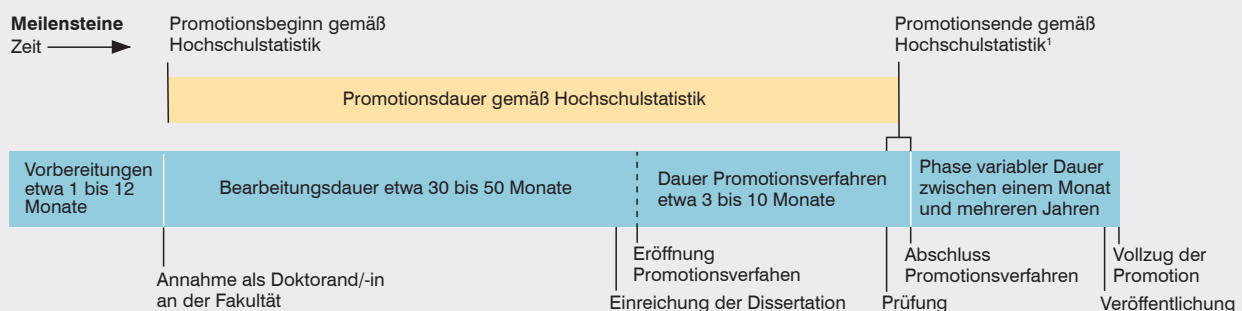 Meilensteine
Zeit
Promotionsbeginn gemäß
Hochschulstatistik
Promotionsende gemäß
Hochschulstatistik¹
Promotionsdauer gemäß Hochschulstatistik
Vorbereitungen
etwa 1 bis 12
Monate
Bearbeitungsdauer etwa 30 bis 50 Monate
Dauer Promotionsverfahren
etwa 3 bis 10 Monate
Phase variabler Dauer
zwischen einem Monat
und mehreren Jahren
Annahme als Doktorand/-in
an der Fakultät
Eröffnung
Promotionsverfahen
Einreichung der Dissertation
Abschluss
Promotionsverfahren
Prüfung
Vollzug der
Promotion
Veröffentlichung